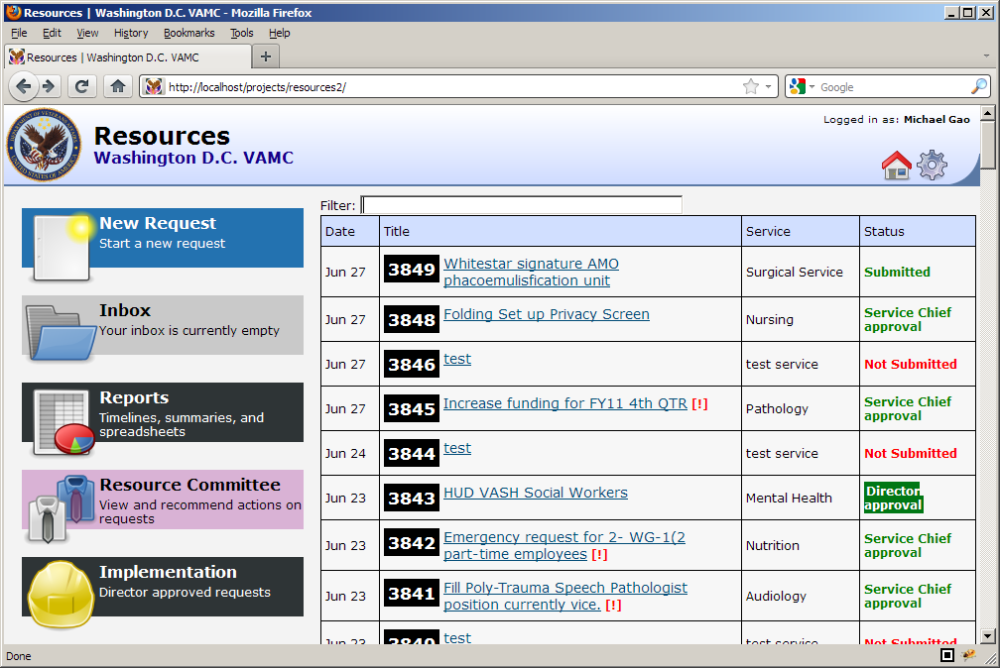 Resources | Washington D.C. VAMC - Mozilla Firefox
File Edit View History Bookmarks Tools Help
Resources | Washington D.C. VAMC
http://localhost/projects/resources2/
Google
Resources
Washington D.C. VAMC
Logged in as: Michael Gao
New Request
Start a new request
Inbox
Your inbox is currently empty
Reports
Timelines, summaries, and
spreadsheets
Resource Committee
View and recommend actions on
requests
Implementation
Director approved requests
Filter:
Date Title Service Status
Jun 27 3849 Whitestar signature AMO
phacoemulisfication unit Surgical Service Submitted
Jun 27 3848 Folding Set up Privacy Screen Nursing Service Chief
approval
Jun 27 3846 test test service Not Submitted
Jun 27 3845 Increase funding for FY11 4th QTR [!] Pathology Service Chief
approval
Jun 24 3844 test test service Not Submitted
Jun 23 3843 HUD VASH Social Workers Mental Health Director
approval
Jun 23 3842 Emergency request for 2- WG-1(2
part-time employees [!] Nutrition Service Chief
approval
Jun 23 3841 Fill Poly-Trauma Speech Pathologist
position currently vice. [!] Audiology Service Chief
approval
Jun 23 3840 test test service Not Submitted
Done